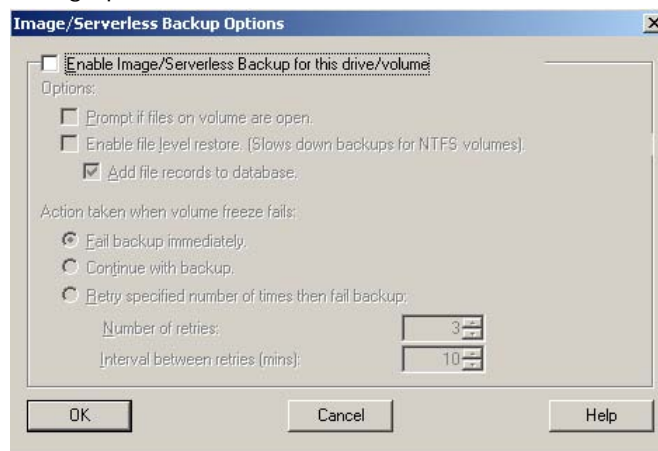 Image/Serverless Backup Options
Enable Image/Serverless Backup for this drive/volume
Options:
Prompt if files on volume are open.
Enable file level restore. (Slows down backups for NTFS volumes).
Add file records to database.
Action taken when volume freeze fails:
Fail backup immediately.
Continue with backup.
Retry specified number of times then fail backup:
Number of retries: 3
Interval between retries (mins): 10
OK Cancel Help